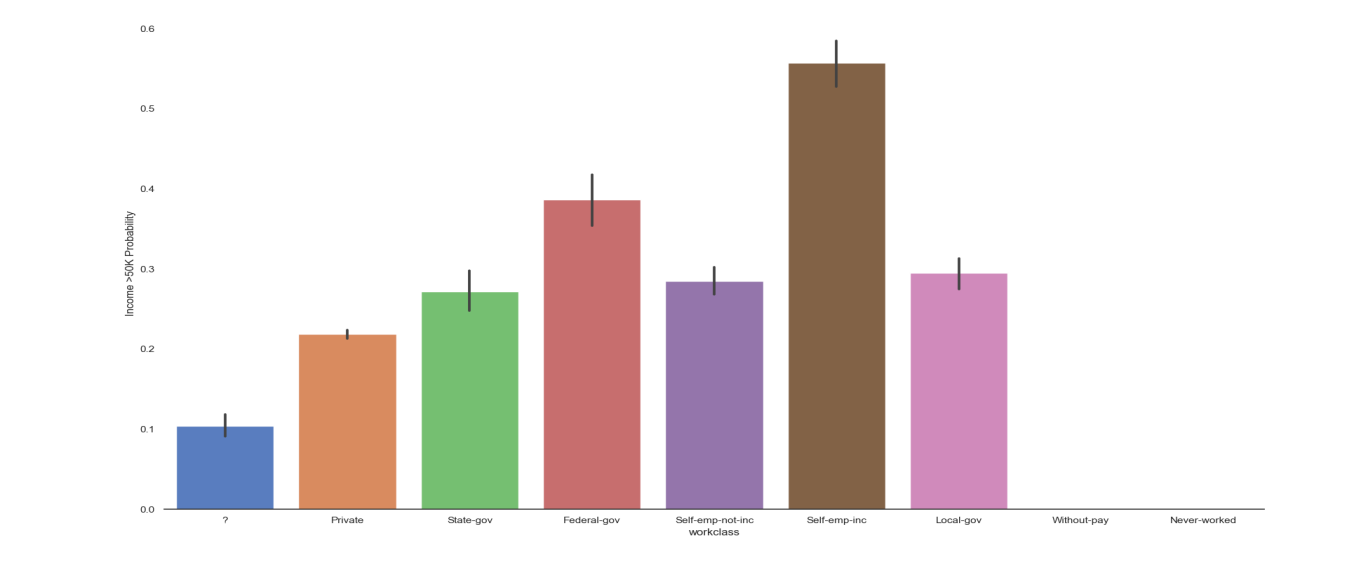 0.6
0.5
0.4
0.3
0.2
0.1
0.0
Income >50K Probability
? Private State-gov Federal-gov Self-emp-not-inc Self-emp-inc Local-gov Without-pay Never-worked
workclass